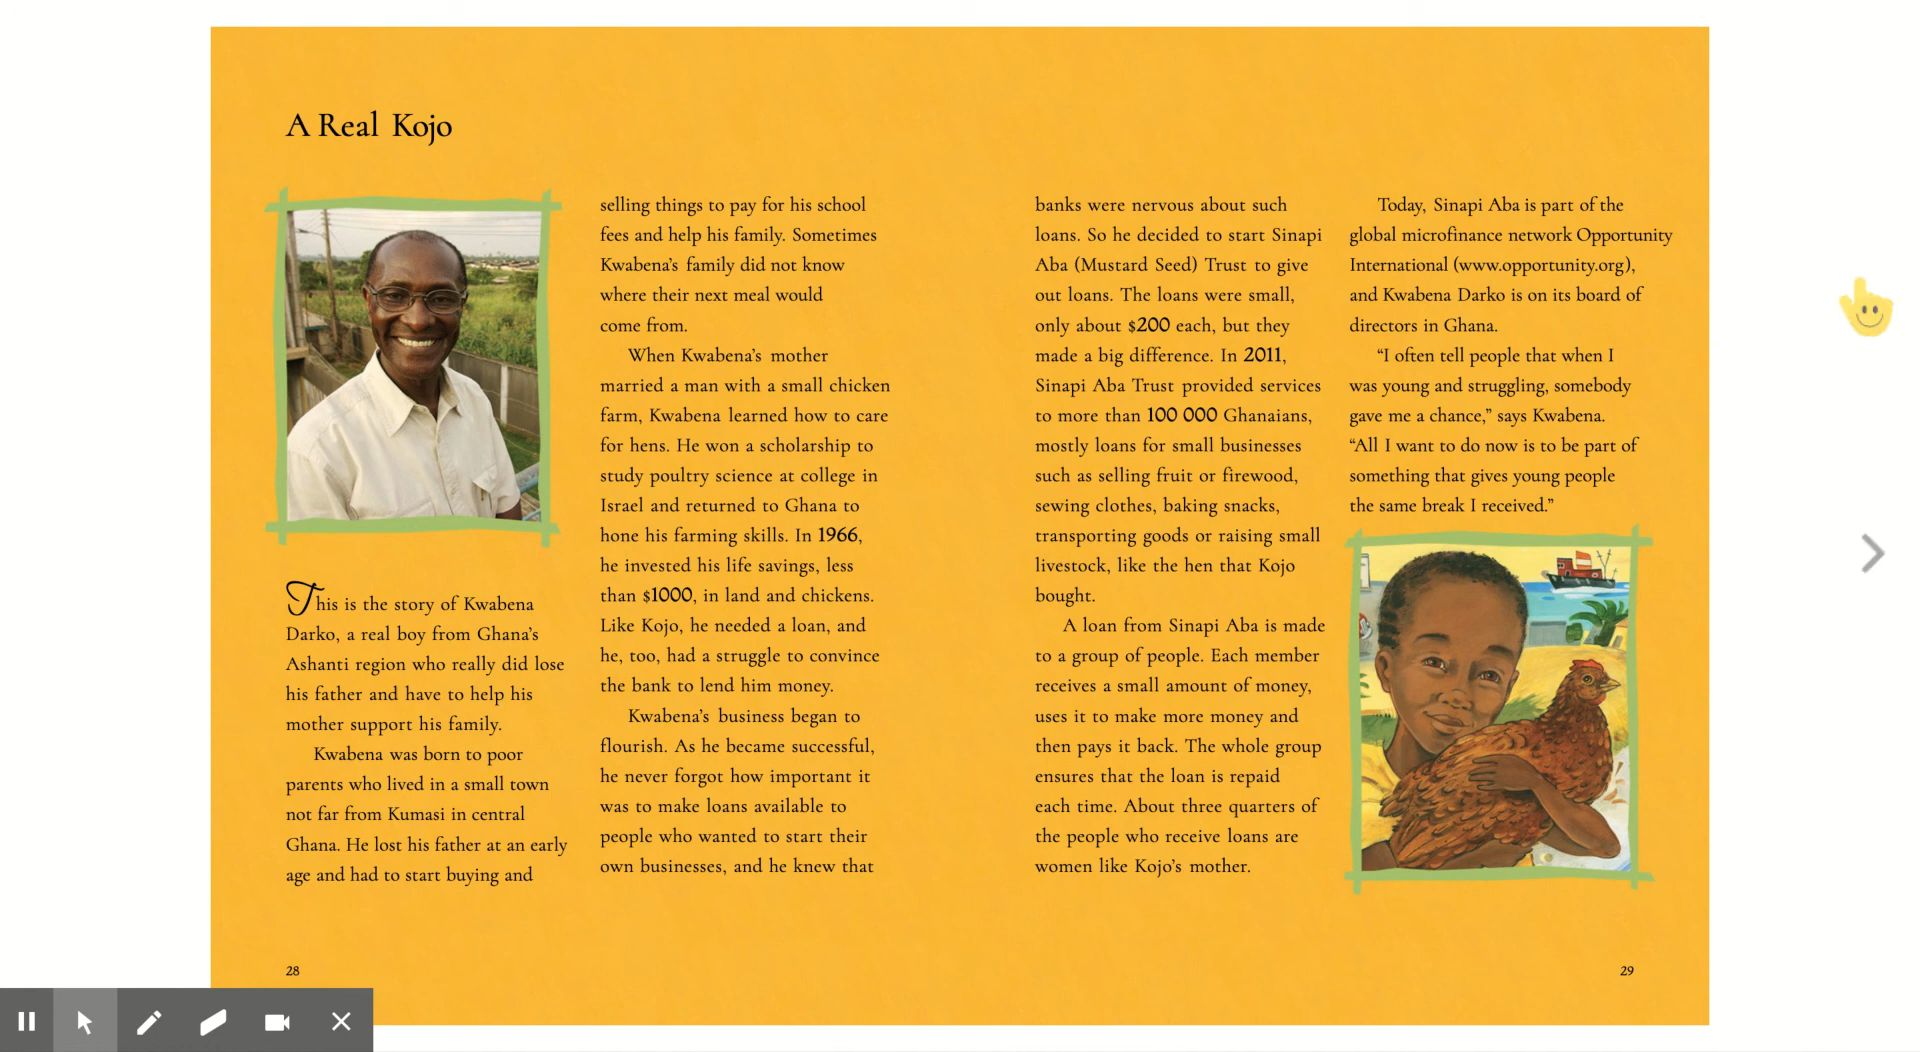 A Real Kojo
This is the story of Kwabena
Darko, a real boy from Ghana's
Ashanti region who really did lose
his father and have to help his
mother support his family.
Kwabena was born to poor
parents who lived in a small town
not far from Kumasi in central
Ghana. He lost his father at an early
age and had to start buying and
selling things to pay for his school
fees and help his family. Sometimes
Kwabena's family did not know
where their next meal would
come from.
When Kwabena's mother
married a man with a small chicken
farm, Kwabena learned how to care
for hens. He won a scholarship to
study poultry science at college in
Israel and returned to Ghana to
hone his farming skills. In 1966,
he invested his life savings, less
than $1000, in land and chickens.
Like Kojo, he needed a loan, and
he, too, had a struggle to convince
the bank to lend him money.
Kwabena's business began to
flourish. As he became successful,
he never forgot how important it
was to make loans available to
people who wanted to start their
own businesses, and he knew that
banks were nervous about such
loans. So he decided to start Sinapi
Aba (Mustard Seed) Trust to give
out loans. The loans were small,
only about $200 each, but they
made a big difference. In 2011,
Sinapi Aba Trust provided services
to more than 100 000 Ghanaians,
mostly loans for small businesses
such as selling fruit or firewood,
sewing clothes, baking snacks,
transporting goods or raising small
livestock, like the hen that Kojo
bought.
A loan from Sinapi Aba is made
to a group of people. Each member
receives a small amount of money,
uses it to make more money and
then pays it back. The whole group
ensures that the loan is repaid
each time. About three quarters of
the people who receive loans are
women like Kojo's mother.
Today, Sinapi Aba is part of the
global microfinance network Opportunity
International (www.opportunity.org),
and Kwabena Darko is on its board of
directors in Ghana.
“I often tell people that when I
was young and struggling, somebody
gave me a chance,” says Kwabena.
“All I want to do now is to be part of
something that gives young people
the same break I received.”
28
29